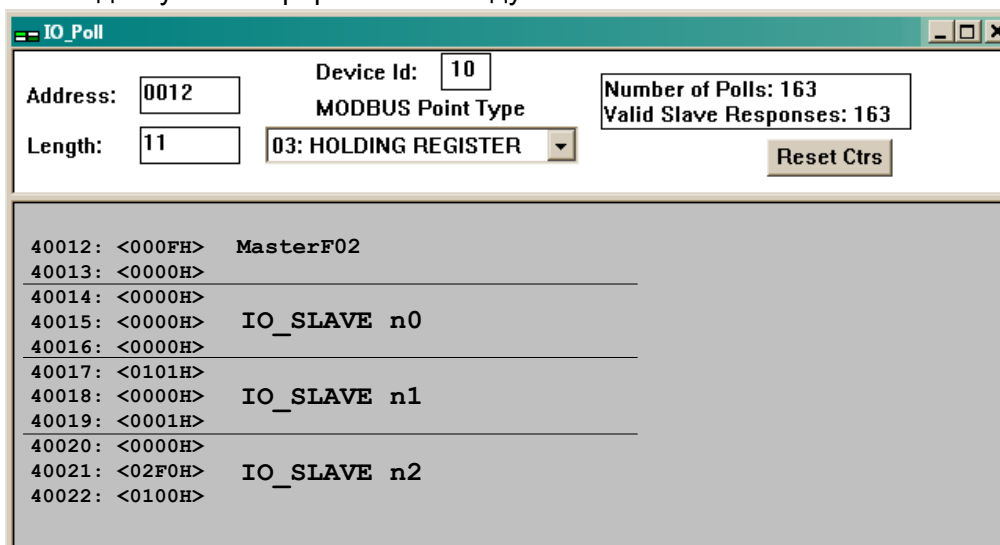 IO_Poll
Address: 0012
Device Id: 10
MODBUS Point Type
Length: 11
03: HOLDING REGISTER
Number of Polls: 163
Valid Slave Responses: 163
Reset Ctrs
40012: <000FH> MasterF02
40013: <0000H>
40014: <0000H>
40015: <0000H> IO_SLAVE n0
40016: <0000H>
40017: <0101H>
40018: <0000H> IO_SLAVE n1
40019: <0001H>
40020: <0000H>
40021: <02F0H> IO_SLAVE n2
40022: <0100H>